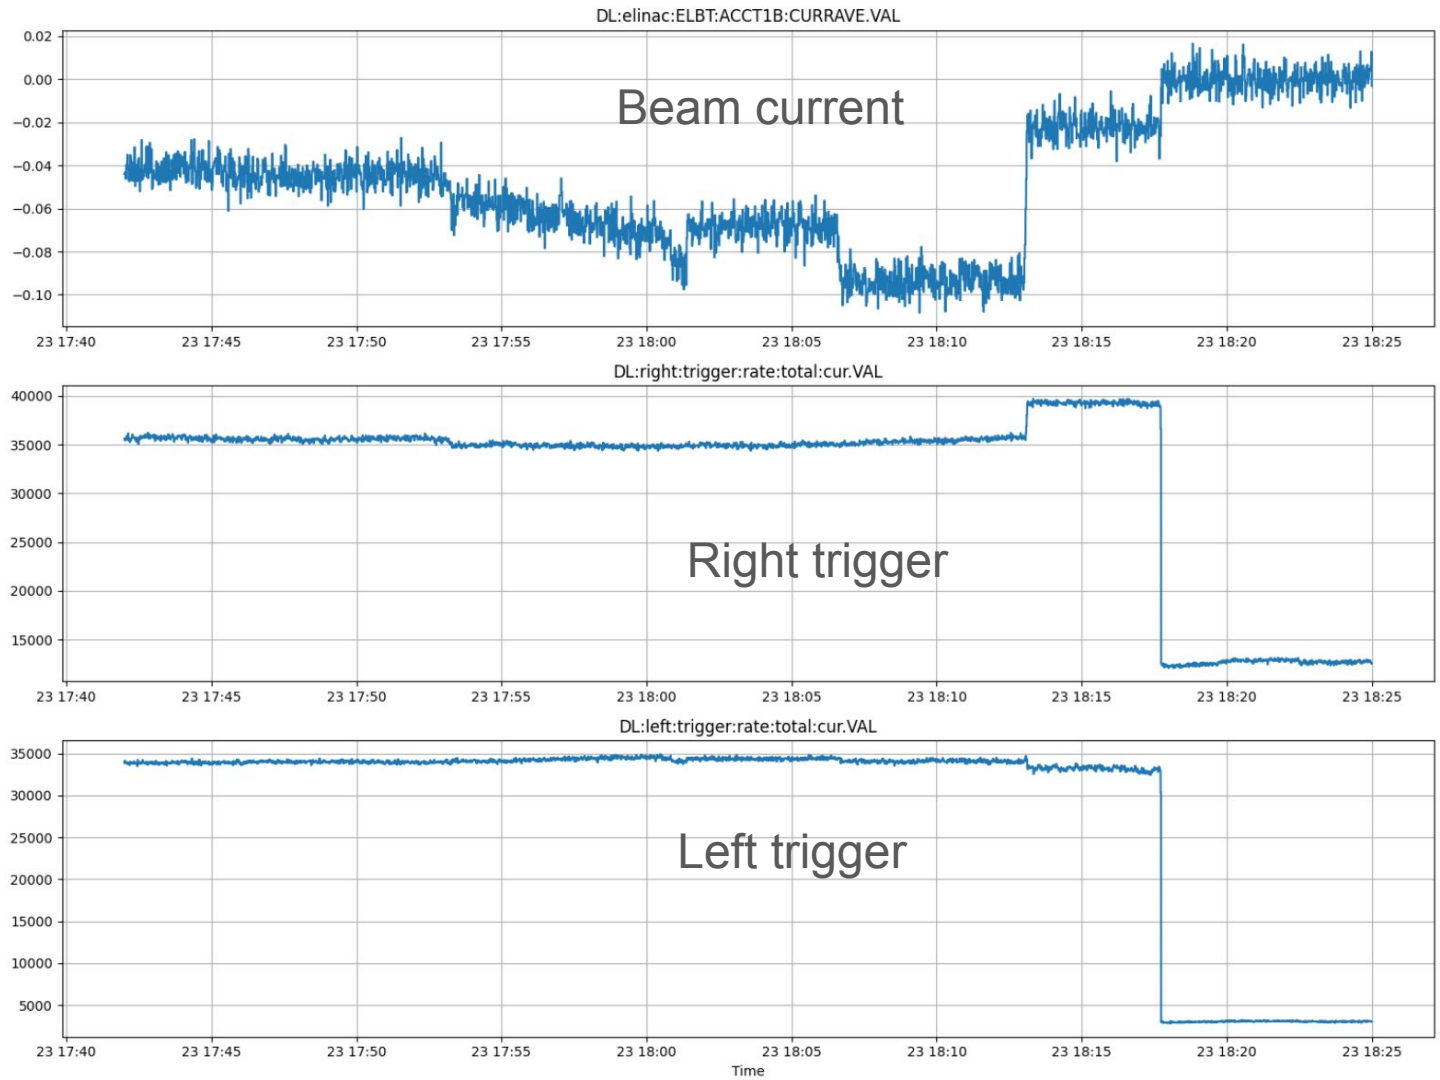 DL:elinac:ELBT:ACCT1B:CURRAVE.VAL
0.02
0.00
−0.02
−0.04
−0.06
−0.08
−0.10
Beam current
23 17:40 23 17:45 23 17:50 23 17:55 23 18:00 23 18:05 23 18:10 23 18:15 23 18:20 23 18:25
DL:right:trigger:rate:total:cur.VAL
40000
35000
30000
25000
20000
15000
Right trigger
23 17:40 23 17:45 23 17:50 23 17:55 23 18:00 23 18:05 23 18:10 23 18:15 23 18:20 23 18:25
DL:left:trigger:rate:total:cur.VAL
35000
30000
25000
20000
15000
10000
5000
Left trigger
23 17:40 23 17:45 23 17:50 23 17:55 23 18:00 23 18:05 23 18:10 23 18:15 23 18:20 23 18:25
Time